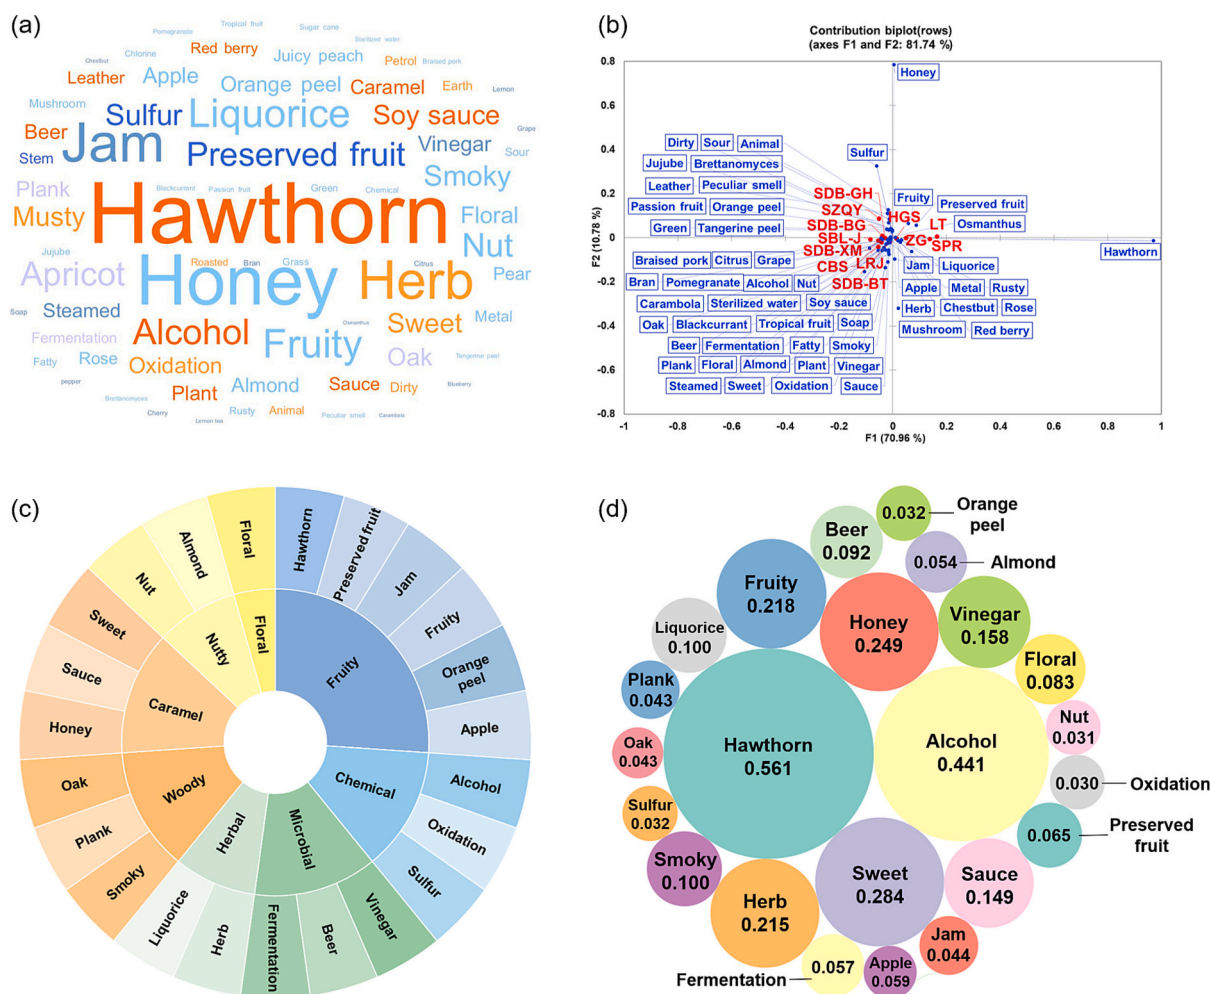 (a)
Tropical fruit
Sugar cane
Pomegranate
Sterilized water
Chlorine
Red berry
Juicy peach
Petrol
Braised pork
Chestbut
Leather
Apple
Orange peel
Caramel
Earth
Lemon
Mushroom
Sulfur
Liquorice
Soy sauce
Grape
Beer
Jam
Preserved fruit
Vinegar
Sour
Stem
Smoky
Plank
Blackcurrant
Passion fruit
Green
Chemical
Musty
Hawthorn
Floral
Nut
Jujube
Roasted
Bran
Grass
Citrus
Apricot
Honey
Herb
Pear
Soap
Steamed
Metal
Osmanthus
Fermentation
Alcohol
Fruity
Sweet
Fatty
Rose
Oxidation
Oak
Tangerine peel
pepper
Plant
Almond
Sauce
Dirty
Blueberry
Brettanomyces
Cherry
Lemon tea
Rusty
Animal
Peculiar smell
Carambola
(b)
Contribution biplot(rows)
(axes F1 and F2: 81.74 %)
F2 (10.78 %)
0.8
0.6
0.4
0.2
0
-0.2
-0.4
-0.6
-0.8
Honey
Dirty Sour Animal
Sulfur
Jujube Brettanomyces
Leather Peculiar smell
SDB-GH
Fruity
Preserved fruit
Passion fruit Orange peel
SZQY
HGS
LT
Osmanthus
Green Tangerine peel
SDB-BG
SBL-J
ZG
SPR
Hawthorn
SDB-XM
Braised pork Citrus Grape
CBS
LRJ
Jam Liquorice
Bran Pomegranate Alcohol Nut
SDB-BT
Apple Metal Rusty
Carambola Sterilized water Soy sauce
Herb Chestbut Rose
Oak Blackcurrant Tropical fruit Soap
Mushroom Red berry
Beer Fermentation Fatty Smoky
Plank Floral Almond Plant Vinegar
Steamed Sweet Oxidation Sauce
-1 -0.8 -0.6 -0.4 -0.2 0 0.2 0.4 0.6 0.8 1
F1 (70.96 %)
(c)
Hawthorn
Preserved fruit
Jam
Fruity
Orange
peel
Apple
Alcohol
Oxidation
Sulfur
Vinegar
Beer
Fermentation
Herb
Liquorice
Smoky
Plank
Oak
Honey
Sauce
Sweet
Nut
Almond
Floral
Fruity
Chemical
Microbial
Herbal
Woody
Caramel
Nutty
Floral
(d)
0.032
Orange
peel
Beer
0.092
0.054
Almond
Fruity
0.218
Honey
0.249
Vinegar
0.158
Liquorice
0.100
Floral
0.083
Plank
0.043
Nut
0.031
Hawthorn
0.561
Alcohol
0.441
Oak
0.043
0.030
Oxidation
Sulfur
0.032
0.065
Preserved
fruit
Smoky
0.100
Sweet
0.284
Sauce
0.149
Herb
0.215
Jam
0.044
Fermentation
0.057
Apple
0.059